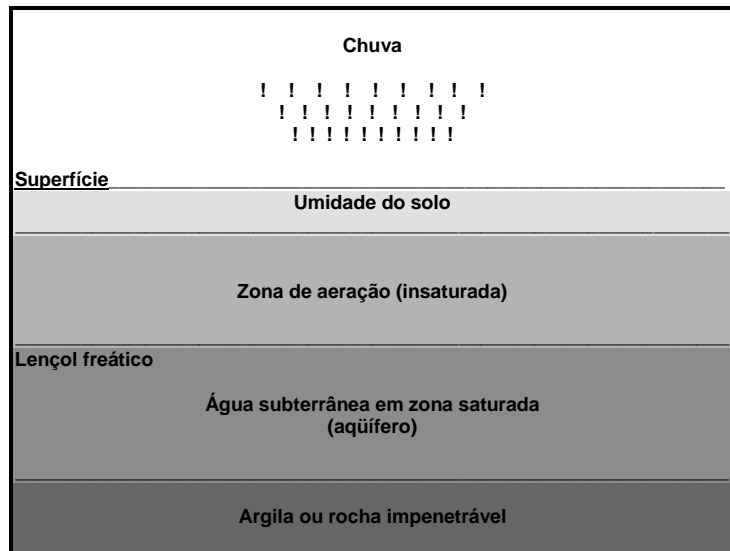 Chuva
! ! ! ! ! ! ! ! !
! ! ! ! ! ! ! ! !
! ! ! ! ! ! ! ! ! !
Superfície
Umidade do solo
Zona de aeração (insaturada)
Lençol freático
Água subterrânea em zona saturada
(aqüífero)
Argila ou rocha impenetrável